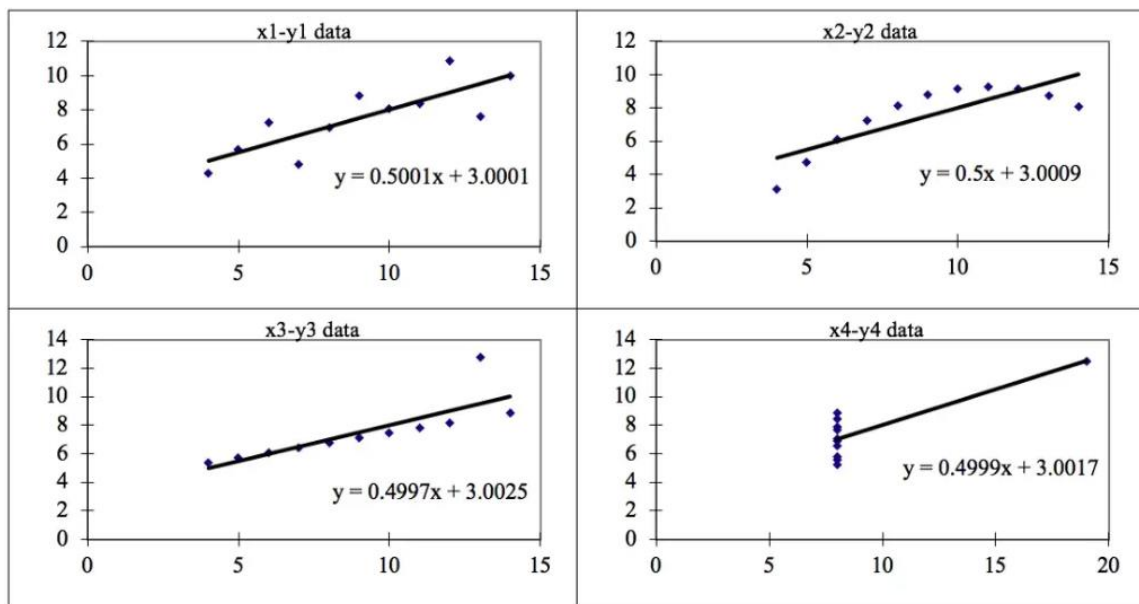 x1-y1 data
12
10
8
6
4
2
0
y = 0.5001x + 3.0001
0 5 10 15
x2-y2 data
12
10
8
6
4
2
0
y = 0.5x + 3.0009
0 5 10 15
x3-y3 data
14
12
10
8
6
4
2
0
y = 0.4997x + 3.0025
0 5 10 15
x4-y4 data
14
12
10
8
6
4
2
0
y = 0.4999x + 3.0017
0 5 10 15 20